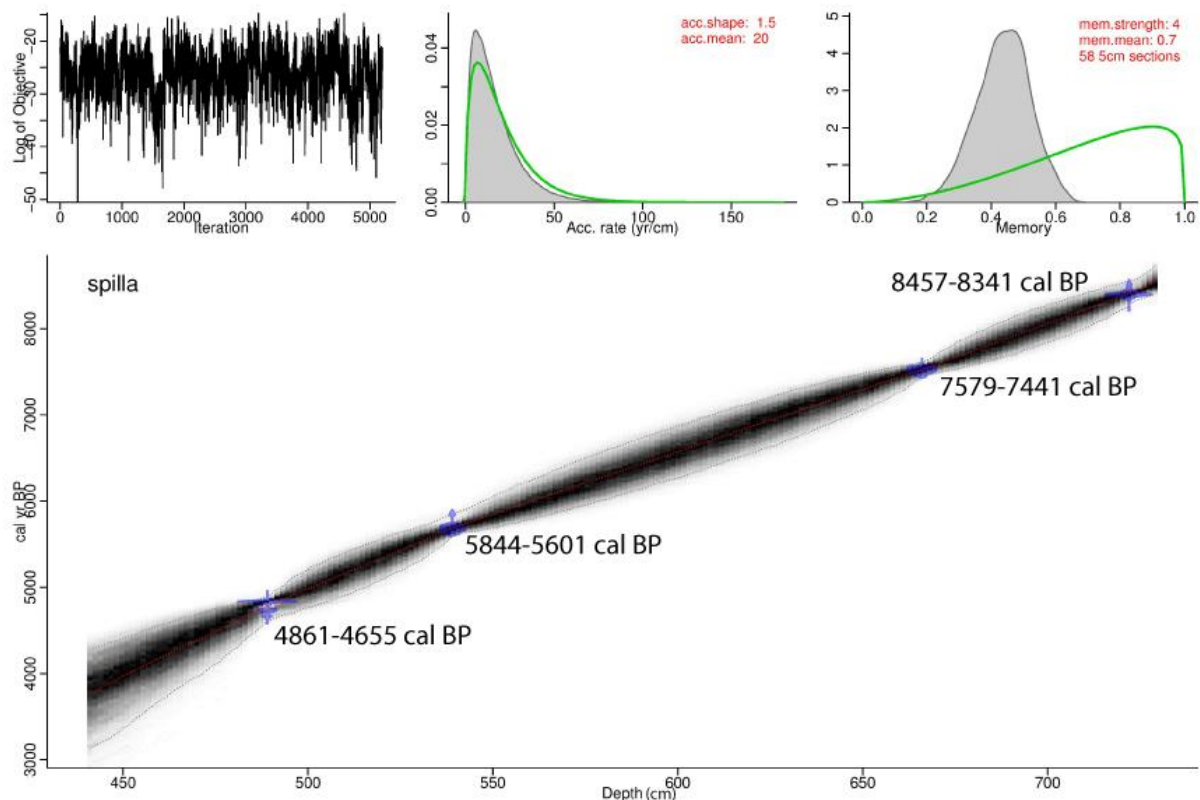 -20
-30
-40
-50
Log of Objective
0 1000 2000 3000 4000 5000
Iteration
acc.shape: 1.5
acc.mean: 20
0.00 0.02 0.04
0 50 100 150
Acc. rate (yr/cm)
mem.strength: 4
mem.mean: 0.7
58 5cm sections
0 1 2 3 4 5
0.0 0.2 0.4 0.6 0.8 1.0
Memory
spilla
8457-8341 cal BP
7579-7441 cal BP
5844-5601 cal BP
4861-4655 cal BP
3000 4000 5000 6000 7000 8000
cal yr BP
450 500 550 600 650 700
Depth (cm)